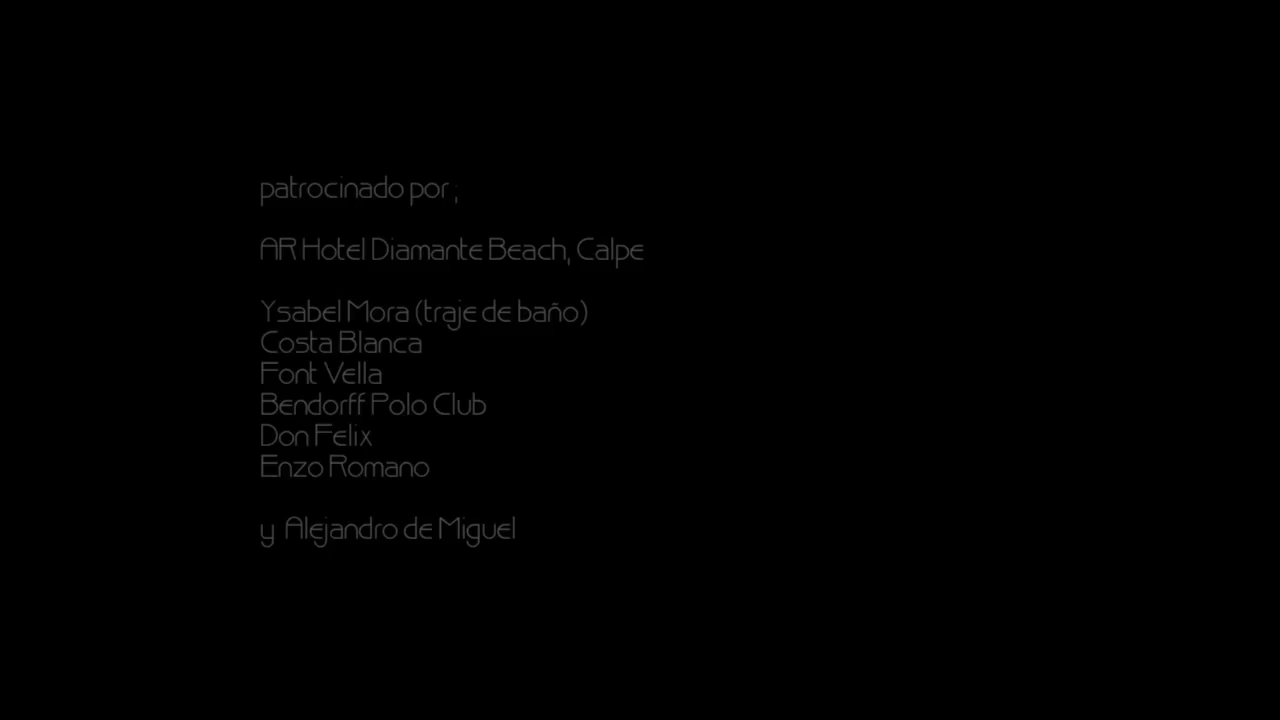 patrocinado por ;
AR Hotel Diamante Beach, Calpe
Ysabel Mora (traje de baño)
Costa Blanca
Font Vella
Bendorff Polo Club
Don Felix
Enzo Romano
y Alejandro de Miguel